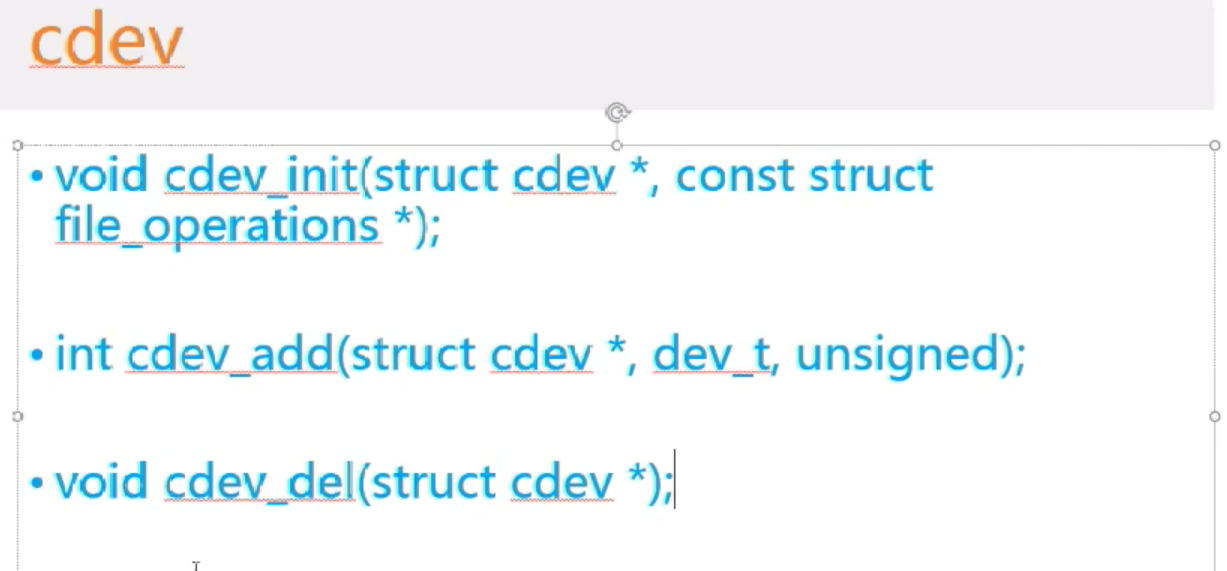 cdev
• void cdev_init(struct cdev *, const struct
file_operations *);
• int cdev_add(struct cdev *, dev_t, unsigned);
• void cdev_del(struct cdev *);